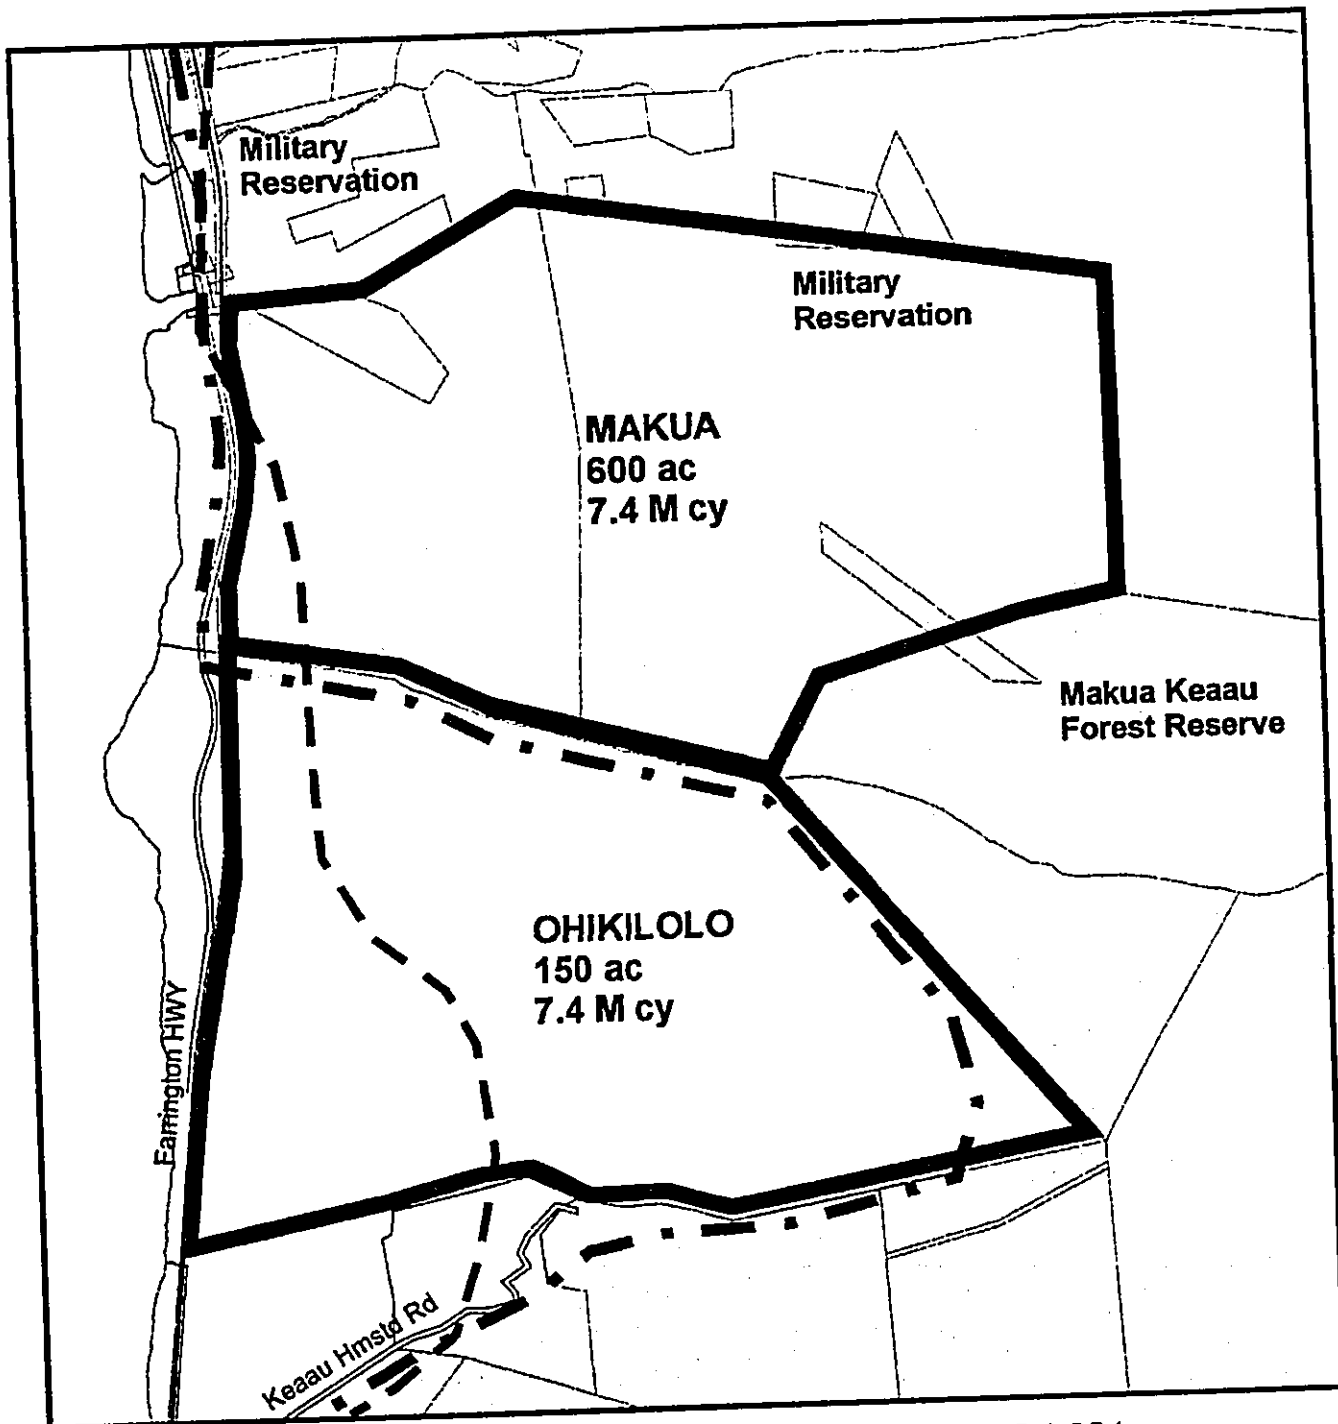 Military
Reservation
Military
Reservation
MAKUA
600 ac
7.4 M cy
Makua Keaau
Forest Reserve
OHIKILOLO
150 ac
7.4 M cy
Farrington HWY
Keaau Hmstd Rd